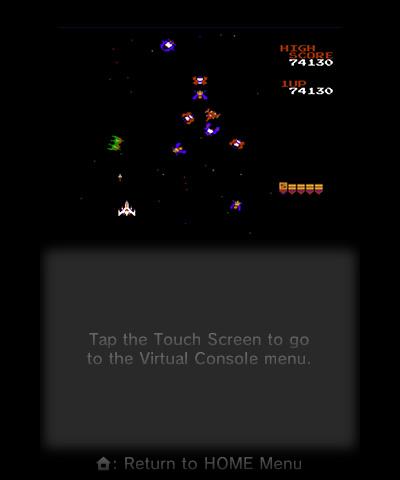 HIGH
SCORE
74130
1UP
74130
Tap the Touch Screen to go
to the Virtual Console menu.
: Return to HOME Menu